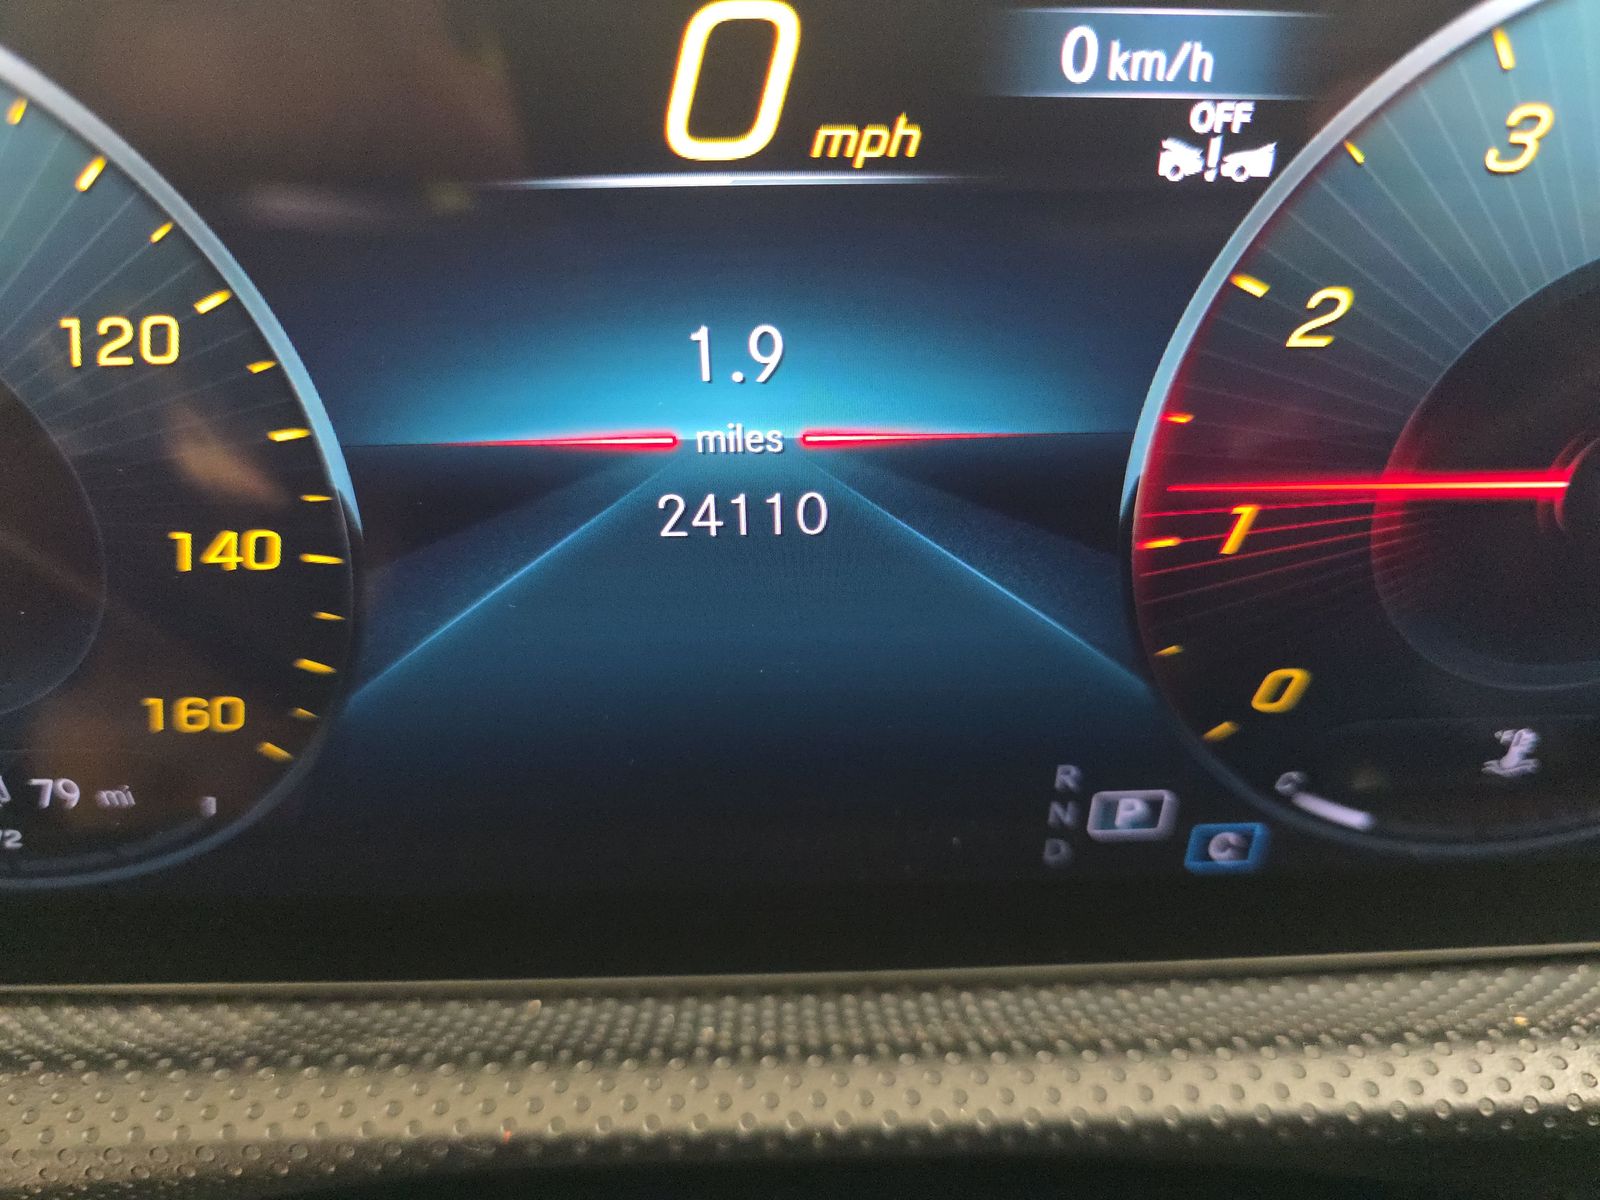 0 mph
0 km/h
OFF
3
2
1
0
120
140
160
1.9
miles
24110
79 mi
R
N
D
P
C
C